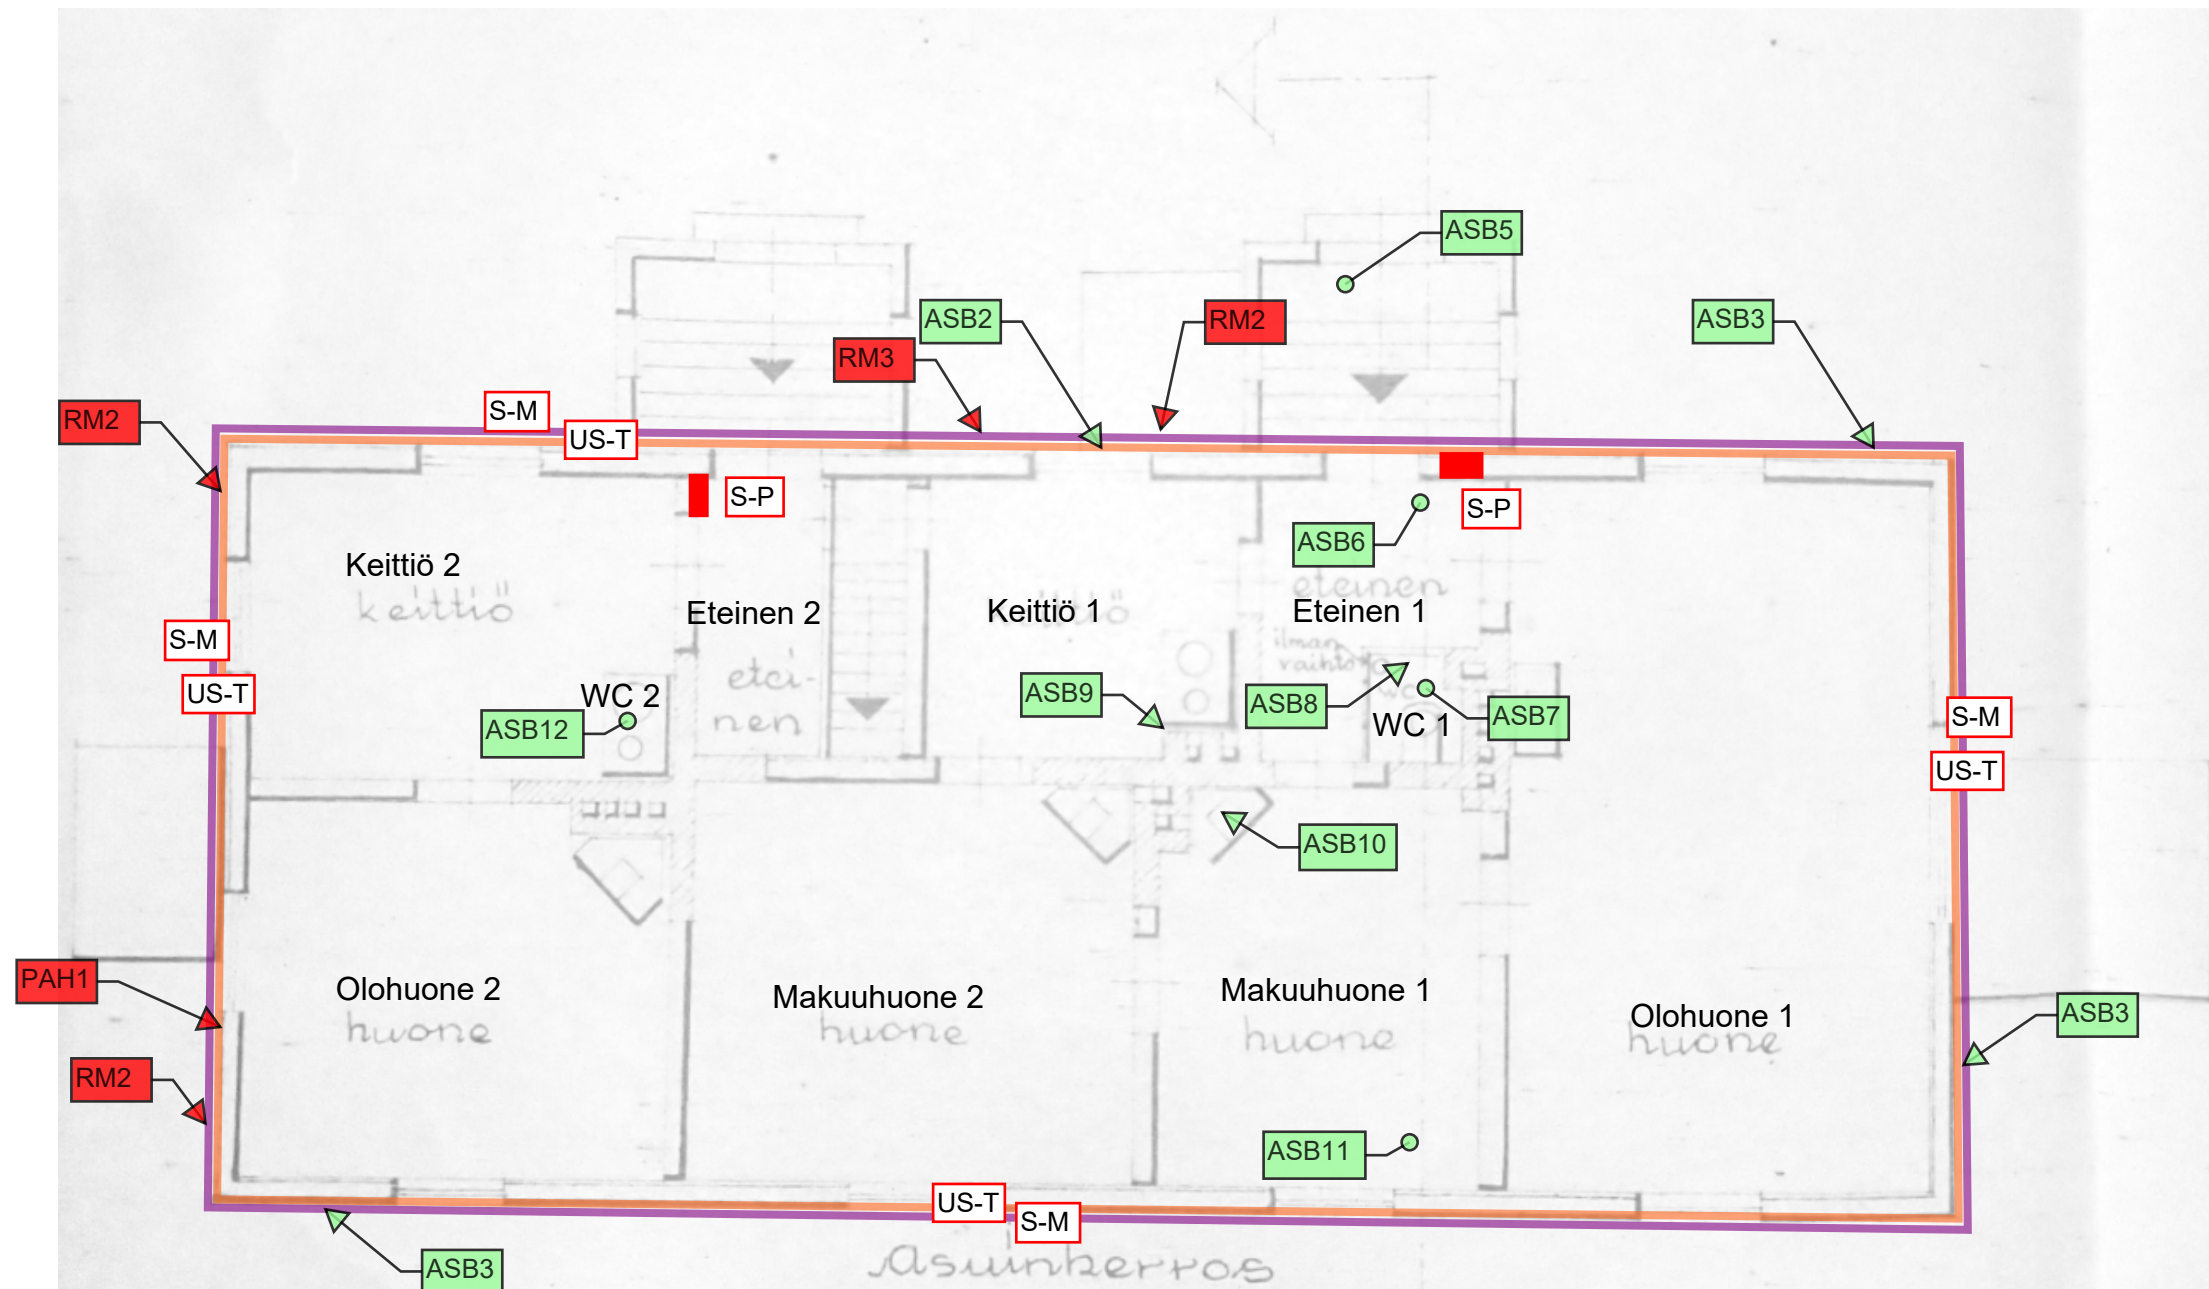 ASB5
ASB2
RM2
ASB3
RM3
RM2
S-M
US-T
S-P
S-P
ASB6
Keittiö 2
keittiö
eteinen
Eteinen 2
Keittiö 1
keittiö
Eteinen 1
S-M
ilman
vaihto
etei-
nen
US-T
WC 2
ASB9
ASB8
wc
ASB7
WC 1
S-M
ASB12
US-T
ASB10
PAH1
Olohuone 2
huone
Makuuhuone 2
huone
Makuuhuone 1
huone
Olohuone 1
huone
ASB3
RM2
ASB11
US-T
S-M
ASB3
Asuinkerros